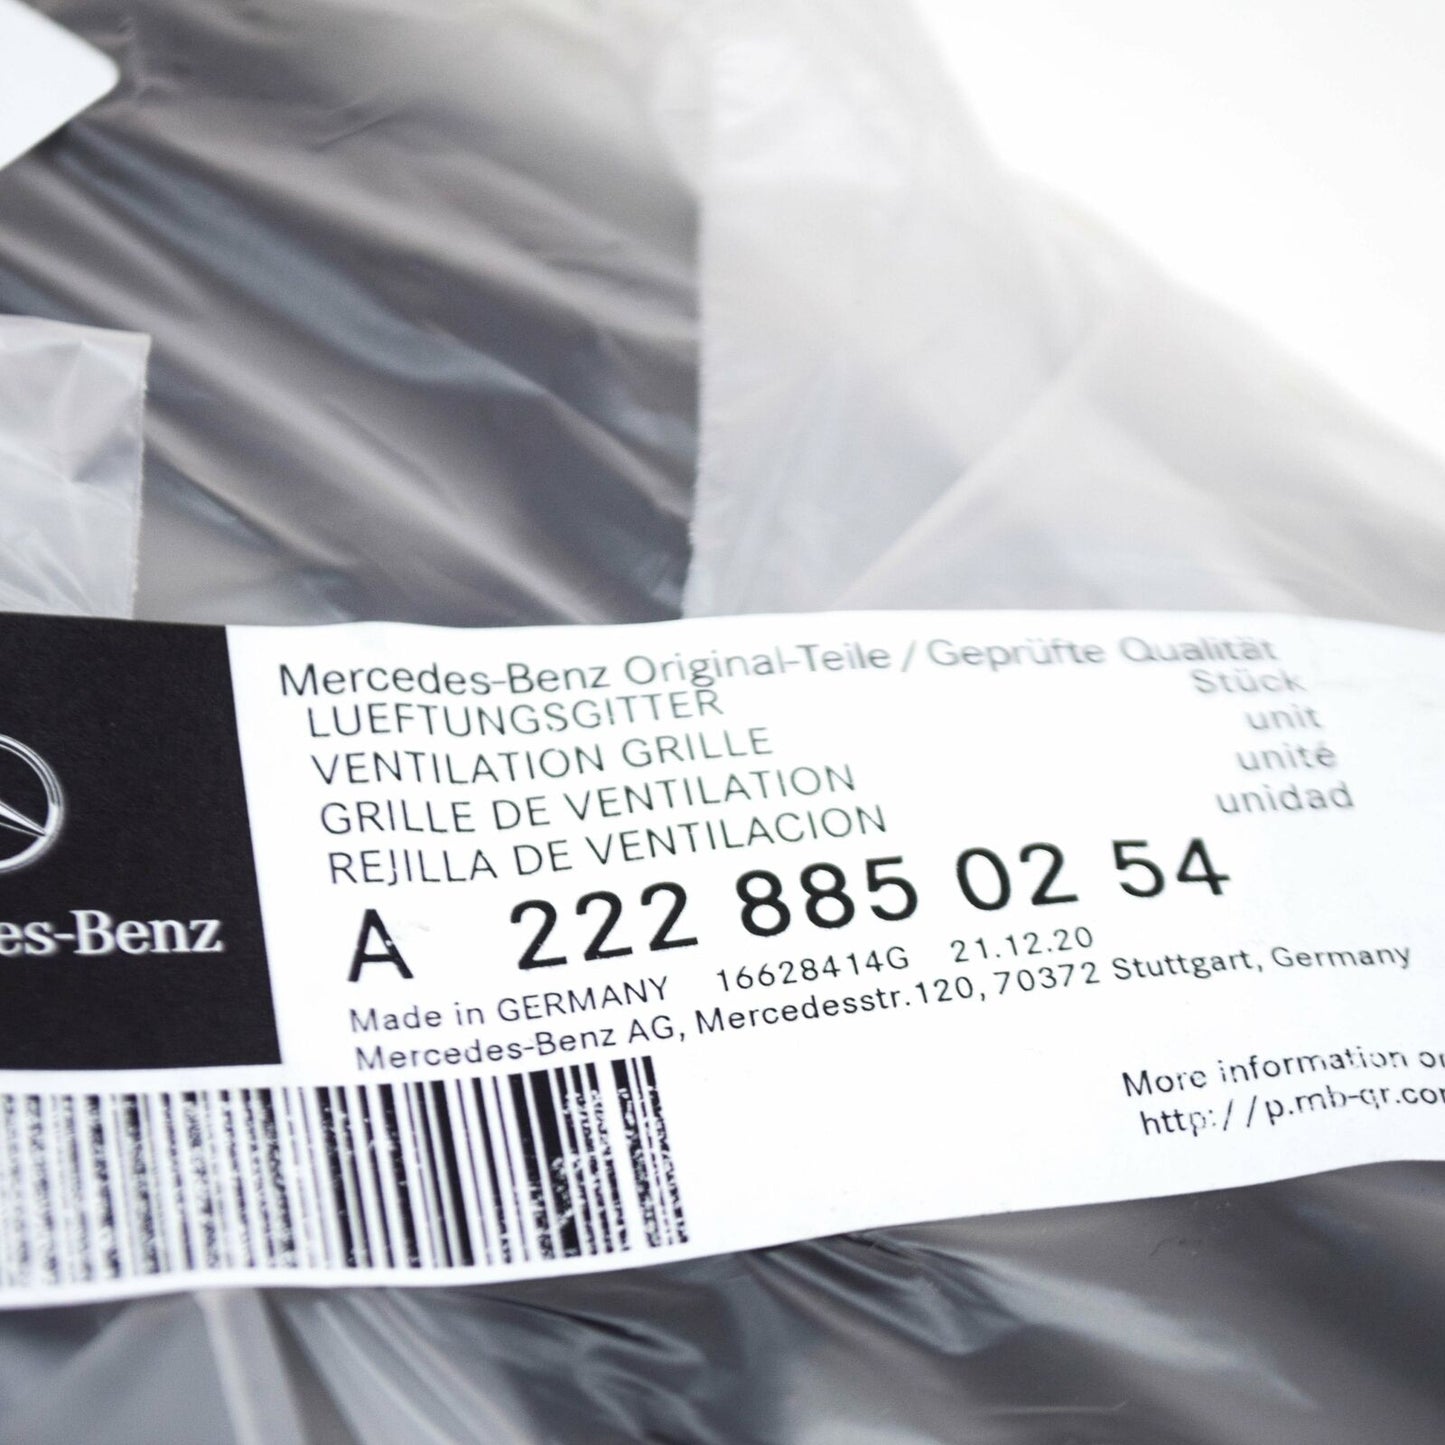 Mercedes-Benz Original-Teile / Geprüfte Qualität
LUEFTUNGSGITTER Stück
VENTILATION GRILLE unit
GRILLE DE VENTILATION unité
REJILLA DE VENTILACION unidad
A 222 885 02 54
Made in GERMANY 16628414G 21.12.20
Mercedes-Benz AG, Mercedesstr.120, 70372 Stuttgart, Germany
es-Benz
More information
http://p.mb-qr.co